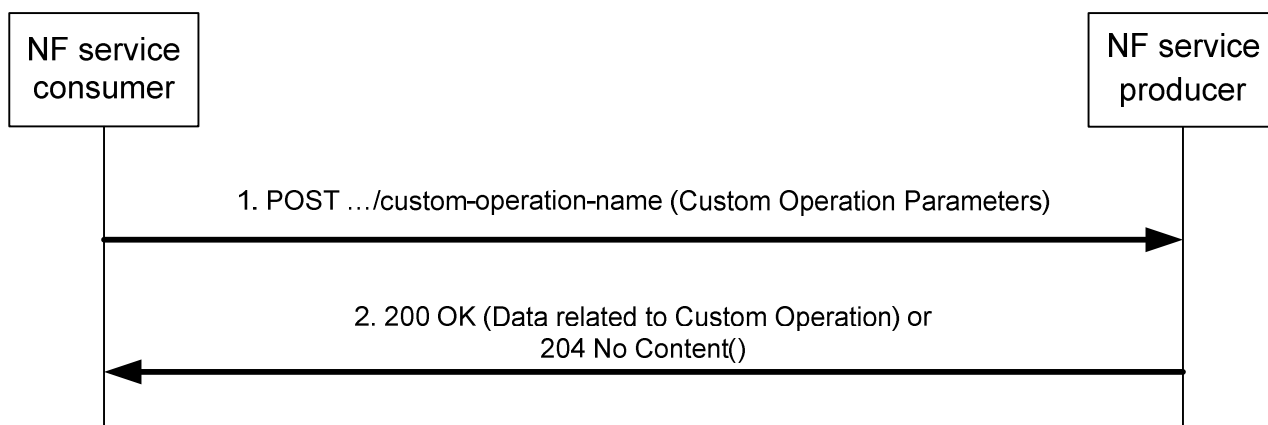 NF service
consumer
NF service
producer
1. POST …/custom-operation-name (Custom Operation Parameters)
2. 200 OK (Data related to Custom Operation) or
204 No Content()